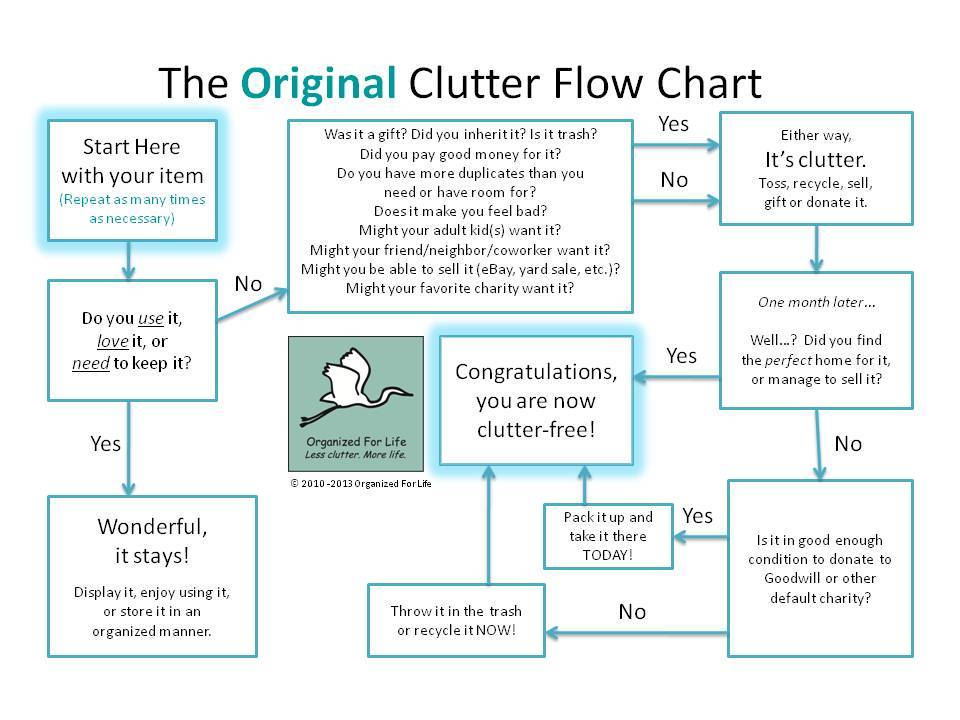 The Original Clutter Flow Chart
Start Here
with your item
(Repeat as many times
as necessary)
Do you use it,
love it, or
need to keep it?
Yes
Wonderful,
it stays!
Display it, enjoy using it,
or store it in an
organized manner.
No
Was it a gift? Did you inherit it? Is it trash?
Did you pay good money for it?
Do you have more duplicates than you
need or have room for?
Does it make you feel bad?
Might your adult kid(s) want it?
Might your friend/neighbor/coworker want it?
Might you be able to sell it (eBay, yard sale, etc.)?
Might your favorite charity want it?
Yes
No
Either way,
It's clutter.
Toss, recycle, sell,
gift or donate it.
One month later...
Well...? Did you find
the perfect home for it,
or manage to sell it?
Yes
Congratulations,
you are now
clutter-free!
No
Is it in good enough
condition to donate to
Goodwill or other
default charity?
Yes
Pack it up and
take it there
TODAY!
No
Throw it in the trash
or recycle it NOW!
Organized For Life
Less clutter. More life.
© 2010 -2013 Organized For Life